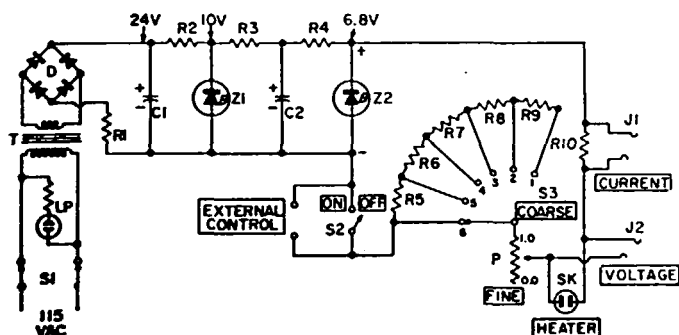 24V
R2
10V
R3
R4
6.8V
+
D
+
-
C1
Z1
+
-
C2
Z2
R8
R9
J1
R7
R10
T
R1
-
R6
CURRENT
5
4
3
2
1
S3
LP
ON
OFF
R5
EXTERNAL
CONTROL
S2
6
COARSE
J2
1.0
P
VOLTAGE
S1
SK
FINE
0.0
115
VAC
HEATER